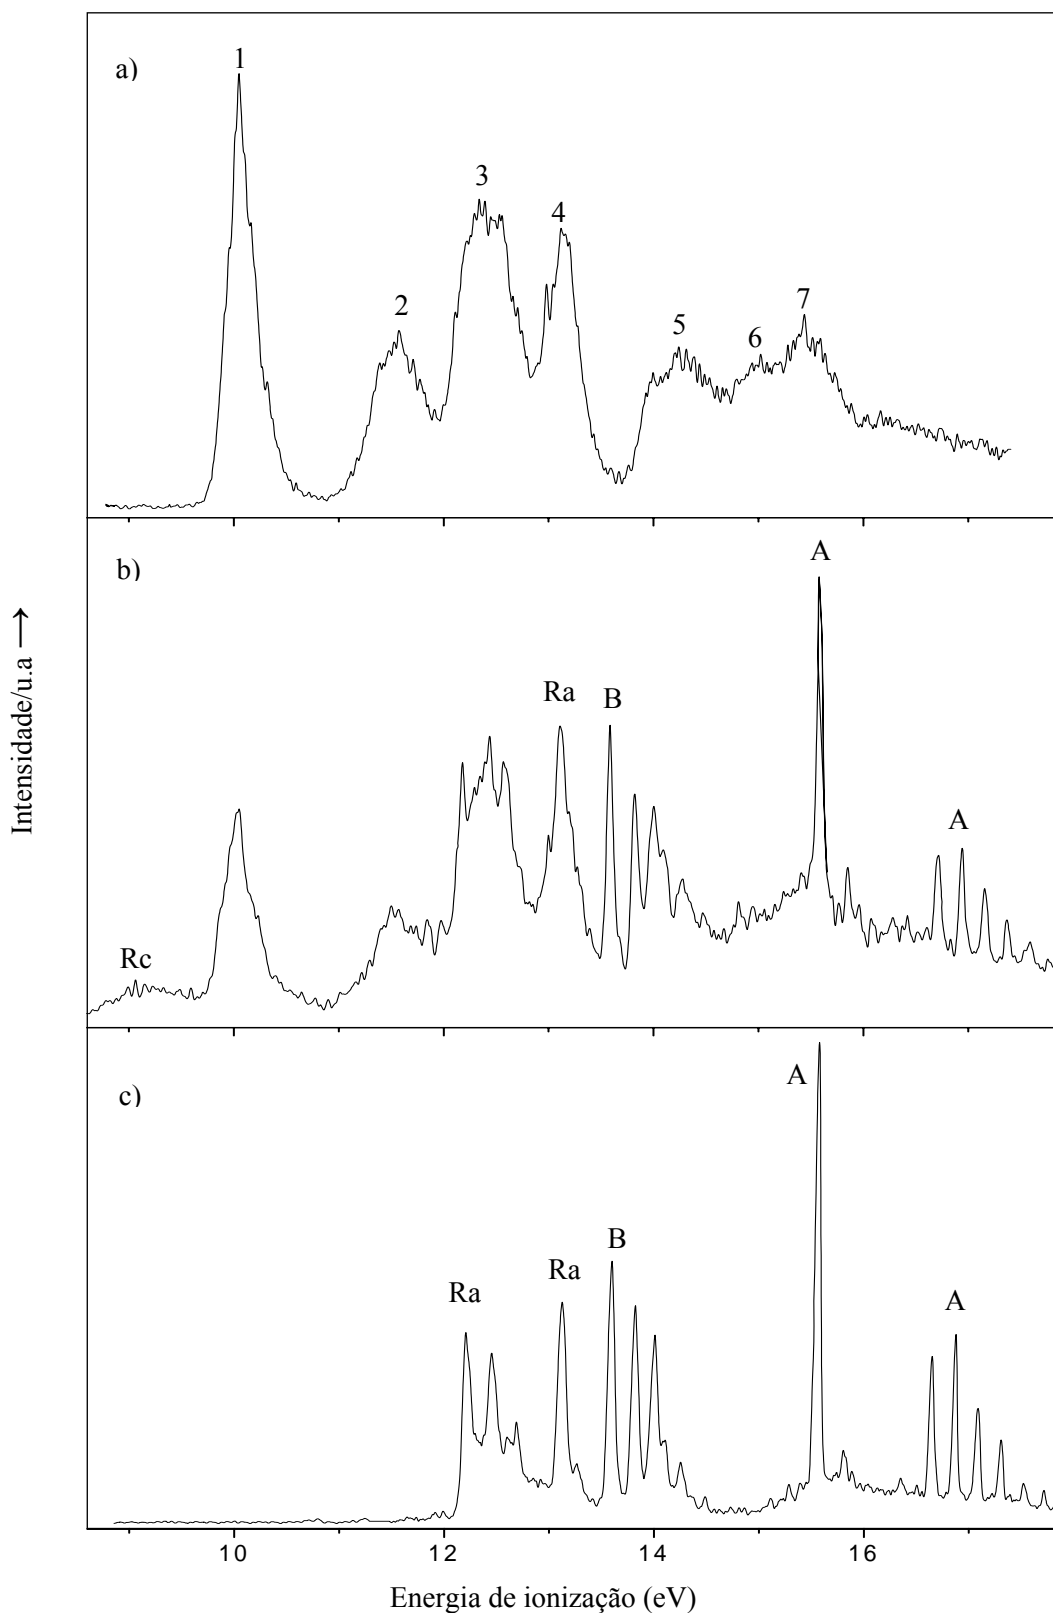 a)
1
2
3
4
5
6
7
b)
Rc
Ra
B
A
A
Intensidade/u.a →
c)
Ra
Ra
B
A
A
10 12 14 16
Energia de ionização (eV)